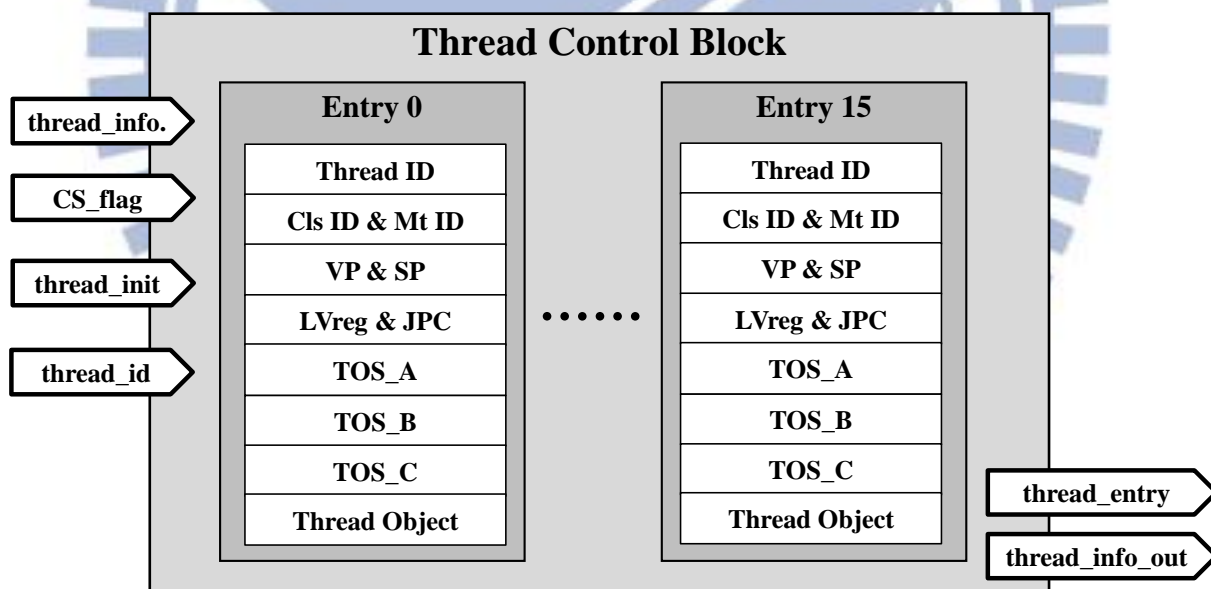 Thread Control Block
thread_info.
CS_flag
thread_init
thread_id
Entry 0
Thread ID
Cls ID & Mt ID
VP & SP
LVreg & JPC
TOS_A
TOS_B
TOS_C
Thread Object
......
Entry 15
Thread ID
Cls ID & Mt ID
VP & SP
LVreg & JPC
TOS_A
TOS_B
TOS_C
Thread Object
thread_entry
thread_info_out